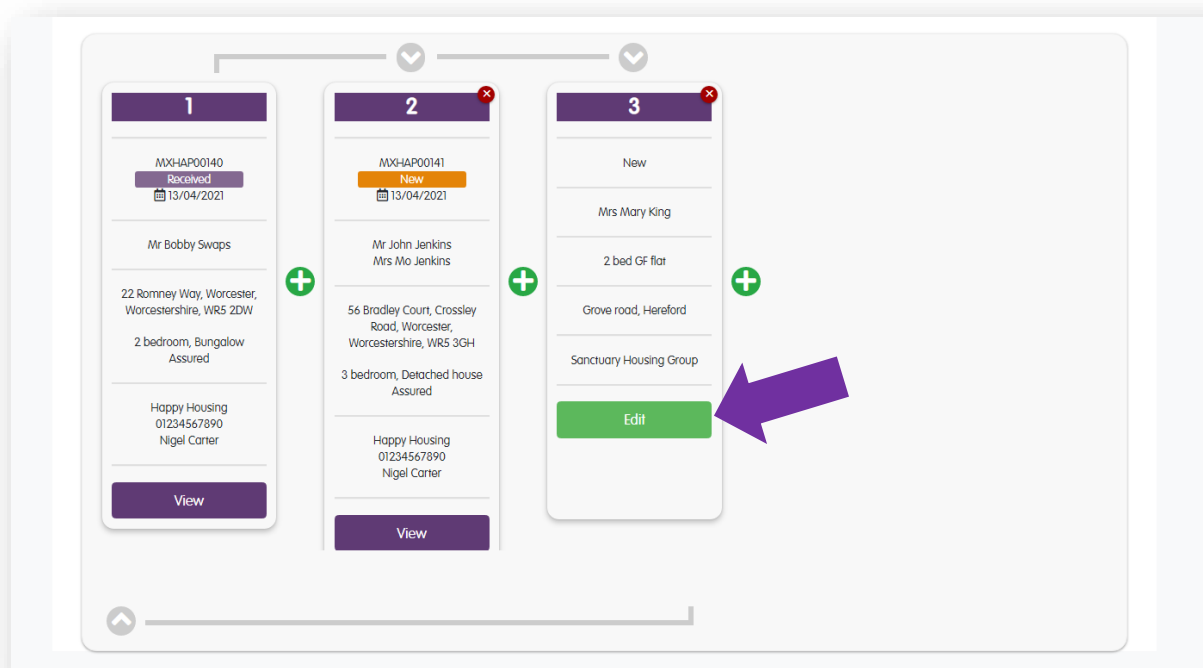 1
MXHAP00140
Received
13/04/2021
Mr Bobby Swaps
22 Romney Way, Worcester,
Worcestershire, WR5 2DW
2 bedroom, Bungalow
Assured
Happy Housing
01234567890
Nigel Carter
View
2
MXHAP00141
New
13/04/2021
Mr John Jenkins
Mrs Mo Jenkins
56 Bradley Court, Crossley
Road, Worcester,
Worcestershire, WR5 3GH
3 bedroom, Detached house
Assured
Happy Housing
01234567890
Nigel Carter
View
3
New
Mrs Mary King
2 bed GF flat
Grove road, Hereford
Sanctuary Housing Group
Edit